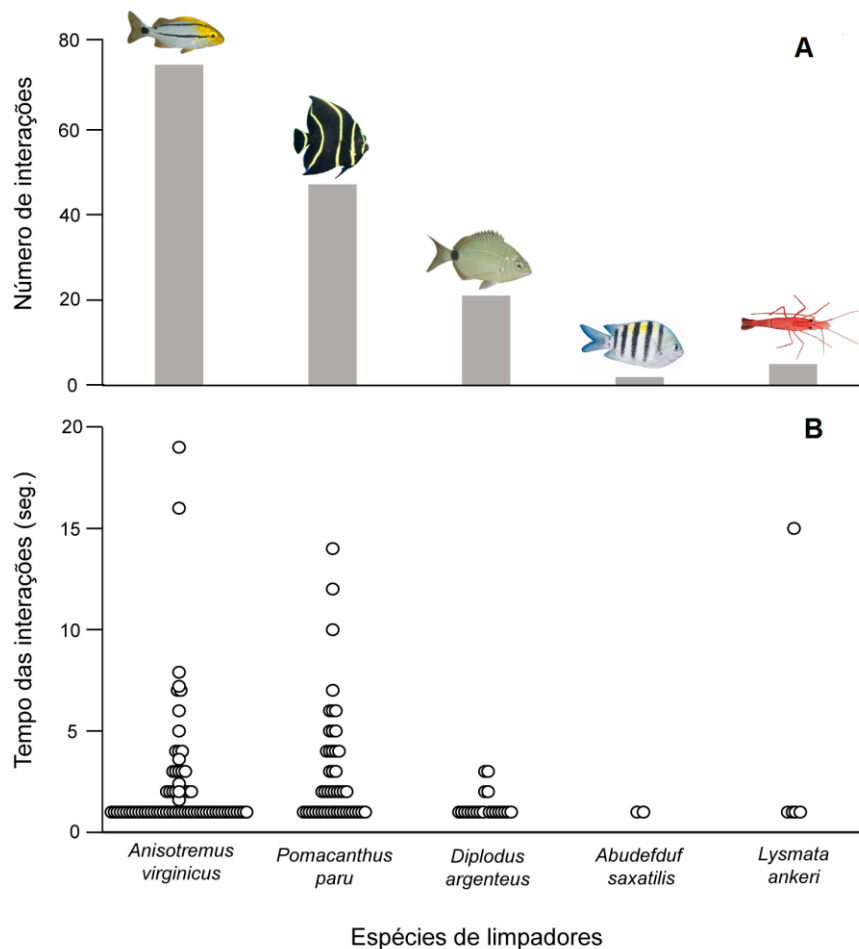 A
Número de interações
80
60
40
20
0
B
Tempo das interações (seg.)
20
15
10
5
0
Anisotremus
virginicus
Pomacanthus
paru
Diplodus
argenteus
Abudefduf
saxatilis
Lysmata
ankeri
Espécies de limpadores